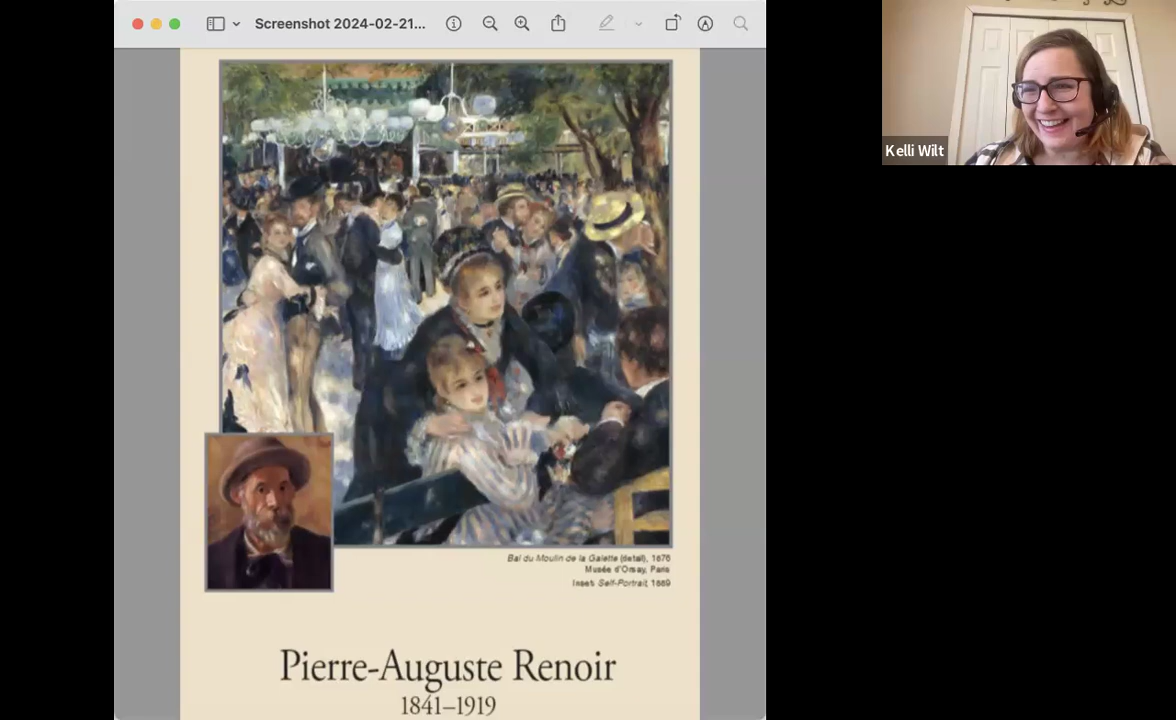 Screenshot 2024-02-21...
Kelli Wilt
Bal du Moulin de la Galette (detail), 1876
Musée d'Orsay, Paris
Inset: Self-Portrait, 1889
Pierre-Auguste Renoir
1841–1919